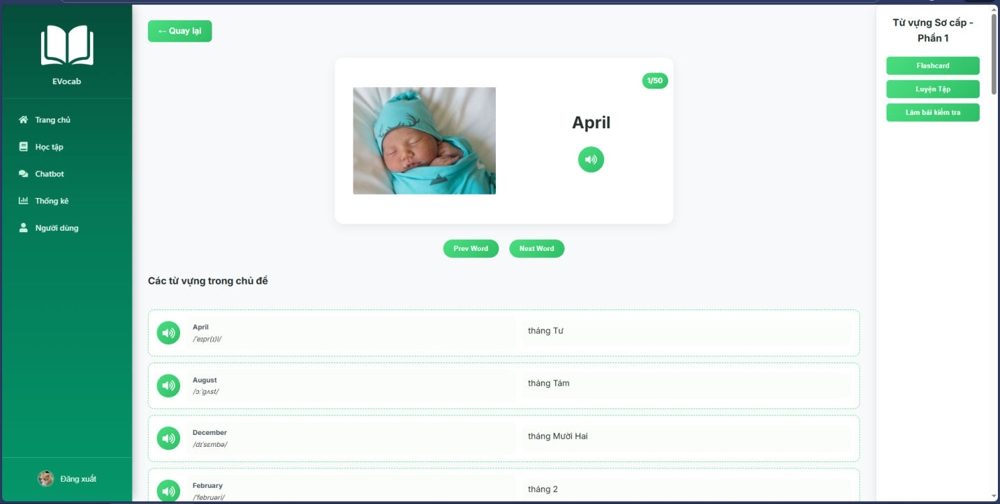 EVocab
Trang chủ
Học tập
Chatbot
Thống kê
Người dùng
Đăng xuất
← Quay lại
1/50
April
Prev Word
Next Word
Các từ vựng trong chủ đề
April
/ˈeɪpr(ɪ)l/
tháng Tư
August
/ɔːˈɡʌst/
tháng Tám
December
/dɪˈsɛmbə/
tháng Mười Hai
February
/ˈfebruəri/
tháng 2
Từ vựng Sơ cấp -
Phần 1
Flashcard
Luyện Tập
Làm bài kiểm tra